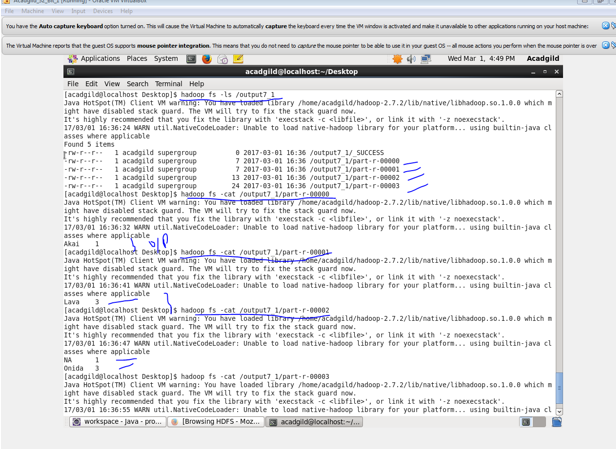 Acadgild_32_bit_1 [Running] - Oracle VM VirtualBox
File Machine View Input Devices Help
You have the Auto capture keyboard option turned on. This will cause the Virtual Machine to automatically capture the keyboard every time the VM window is activated and make it unavailable to other applications running on your host machine:
The Virtual Machine reports that the guest OS supports mouse pointer integration. This means that you do not need to capture the mouse pointer to be able to use it in your guest OS -- all mouse actions you perform when the mouse pointer is over
Applications Places System Wed Mar 1, 4:49 PM Acadgild
acadgild@localhost:~/Desktop
File Edit View Search Terminal Help
[acadgild@localhost Desktop]$ hadoop fs -ls /output7_1
Java HotSpot(TM) Client VM warning: You have loaded library /home/acadgild/hadoop-2.7.2/lib/native/libhadoop.so.1.0.0 which m
ight have disabled stack guard. The VM will try to fix the stack guard now.
It's highly recommended that you fix the library with 'execstack -c <libfile>', or link it with '-z noexecstack'.
17/03/01 16:36:24 WARN util.NativeCodeLoader: Unable to load native-hadoop library for your platform... using builtin-java cl
asses where applicable
Found 5 items
-rw-r--r-- 1 acadgild supergroup 0 2017-03-01 16:36 /output7_1/_SUCCESS
-rw-r--r-- 1 acadgild supergroup 7 2017-03-01 16:36 /output7_1/part-r-00000
-rw-r--r-- 1 acadgild supergroup 7 2017-03-01 16:36 /output7_1/part-r-00001
-rw-r--r-- 1 acadgild supergroup 13 2017-03-01 16:36 /output7_1/part-r-00002
-rw-r--r-- 1 acadgild supergroup 24 2017-03-01 16:36 /output7_1/part-r-00003
[acadgild@localhost Desktop]$ hadoop fs -cat /output7_1/part-r-00000
Java HotSpot(TM) Client VM warning: You have loaded library /home/acadgild/hadoop-2.7.2/lib/native/libhadoop.so.1.0.0 which m
ight have disabled stack guard. The VM will try to fix the stack guard now.
It's highly recommended that you fix the library with 'execstack -c <libfile>', or link it with '-z noexecstack'.
17/03/01 16:36:32 WARN util.NativeCodeLoader: Unable to load native-hadoop library for your platform... using builtin-java cl
asses where applicable
Akai 1 O/P
[acadgild@localhost Desktop]$ hadoop fs -cat /output7_1/part-r-00001
Java HotSpot(TM) Client VM warning: You have loaded library /home/acadgild/hadoop-2.7.2/lib/native/libhadoop.so.1.0.0 which m
ight have disabled stack guard. The VM will try to fix the stack guard now.
It's highly recommended that you fix the library with 'execstack -c <libfile>', or link it with '-z noexecstack'.
17/03/01 16:36:41 WARN util.NativeCodeLoader: Unable to load native-hadoop library for your platform... using builtin-java cl
asses where applicable
Lava 3
[acadgild@localhost Desktop]$ hadoop fs -cat /output7_1/part-r-00002
Java HotSpot(TM) Client VM warning: You have loaded library /home/acadgild/hadoop-2.7.2/lib/native/libhadoop.so.1.0.0 which m
ight have disabled stack guard. The VM will try to fix the stack guard now.
It's highly recommended that you fix the library with 'execstack -c <libfile>', or link it with '-z noexecstack'.
17/03/01 16:36:47 WARN util.NativeCodeLoader: Unable to load native-hadoop library for your platform... using builtin-java cl
asses where applicable
NA 1
Onida 3
[acadgild@localhost Desktop]$ hadoop fs -cat /output7_1/part-r-00003
Java HotSpot(TM) Client VM warning: You have loaded library /home/acadgild/hadoop-2.7.2/lib/native/libhadoop.so.1.0.0 which m
ight have disabled stack guard. The VM will try to fix the stack guard now.
It's highly recommended that you fix the library with 'execstack -c <libfile>', or link it with '-z noexecstack'.
17/03/01 16:36:55 WARN util.NativeCodeLoader: Unable to load native-hadoop library for your platform... using builtin-java cl
workspace - Java - pro... [Browsing HDFS - Moz... acadgild@localhost:~/...